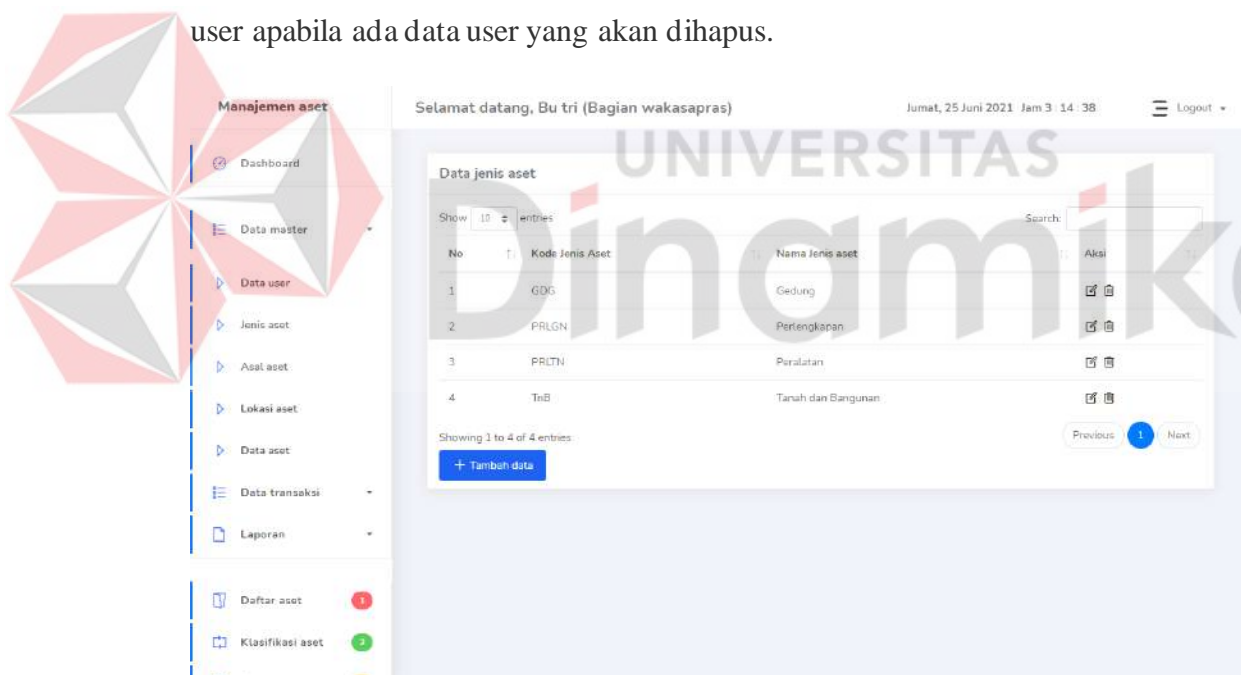 user apabila ada data user yang akan dihapus.
Manajemen aset
Selamat datang, Bu tri (Bagian wakasapras)
Jumat, 25 Juni 2021 Jam 3 : 14 : 38
Logout
UNIVERSITAS
Dinamika
Dashboard
Data master
Data user
Jenis aset
Asal aset
Lokasi aset
Data aset
Data transaksi
Laporan
Daftar aset 1
Klasifikasi aset 3
Data jenis aset
Show 10 entries
Search:
No Kode Jenis Aset Nama Jenis aset Aksi
1 GDG Gedung
2 PRLGN Perlengkapan
3 PRLTN Peralatan
4 TnB Tanah dan Bangunan
Showing 1 to 4 of 4 entries
Previous 1 Next
+ Tambah data